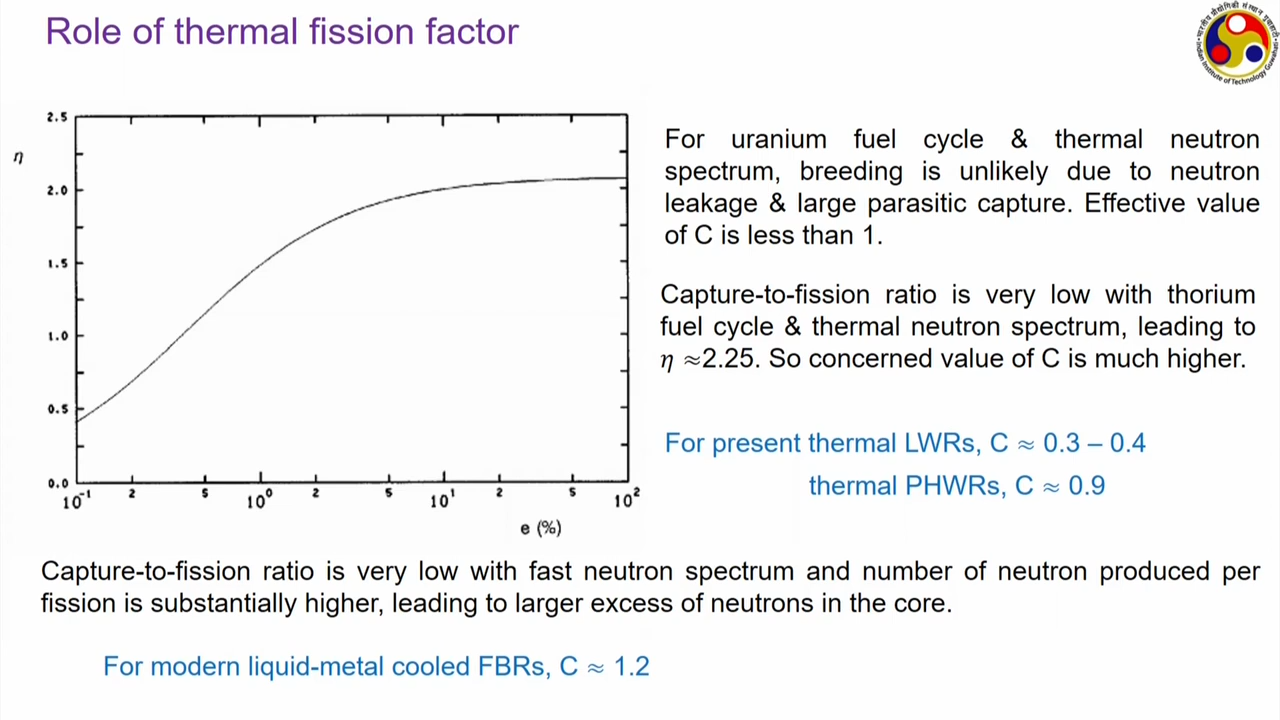 Role of thermal fission factor
भारतीय प्रौद्योगिकी संस्थान गुवाहाटी
Indian Institute of Technology Guwahati
η
2.5
2.0
1.5
1.0
0.5
0.0
10⁻¹ 2 5 10⁰ 2 5 10¹ 2 5 10²
e (%)
For uranium fuel cycle & thermal neutron
spectrum, breeding is unlikely due to neutron
leakage & large parasitic capture. Effective value
of C is less than 1.
Capture-to-fission ratio is very low with thorium
fuel cycle & thermal neutron spectrum, leading to
η ≈2.25. So concerned value of C is much higher.
For present thermal LWRs, C ≈ 0.3 – 0.4
thermal PHWRs, C ≈ 0.9
Capture-to-fission ratio is very low with fast neutron spectrum and number of neutron produced per
fission is substantially higher, leading to larger excess of neutrons in the core.
For modern liquid-metal cooled FBRs, C ≈ 1.2